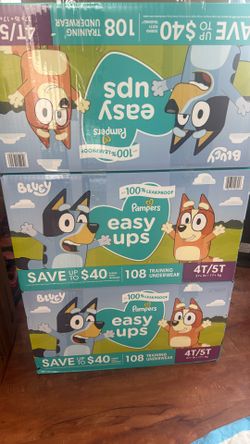 SAVE UP TO $40
108 TRAINING UNDERWEAR
4T/5T
easy
ups
Pampers
100% LEAKPROOF
BLUEY
BLUEY
100% LEAKPROOF
Pampers
easy
ups
SAVE UP TO $40
108 TRAINING UNDERWEAR
4T/5T
BLUEY
100% LEAKPROOF
Pampers
easy
ups
SAVE UP TO $40
108 TRAINING UNDERWEAR
4T/5T